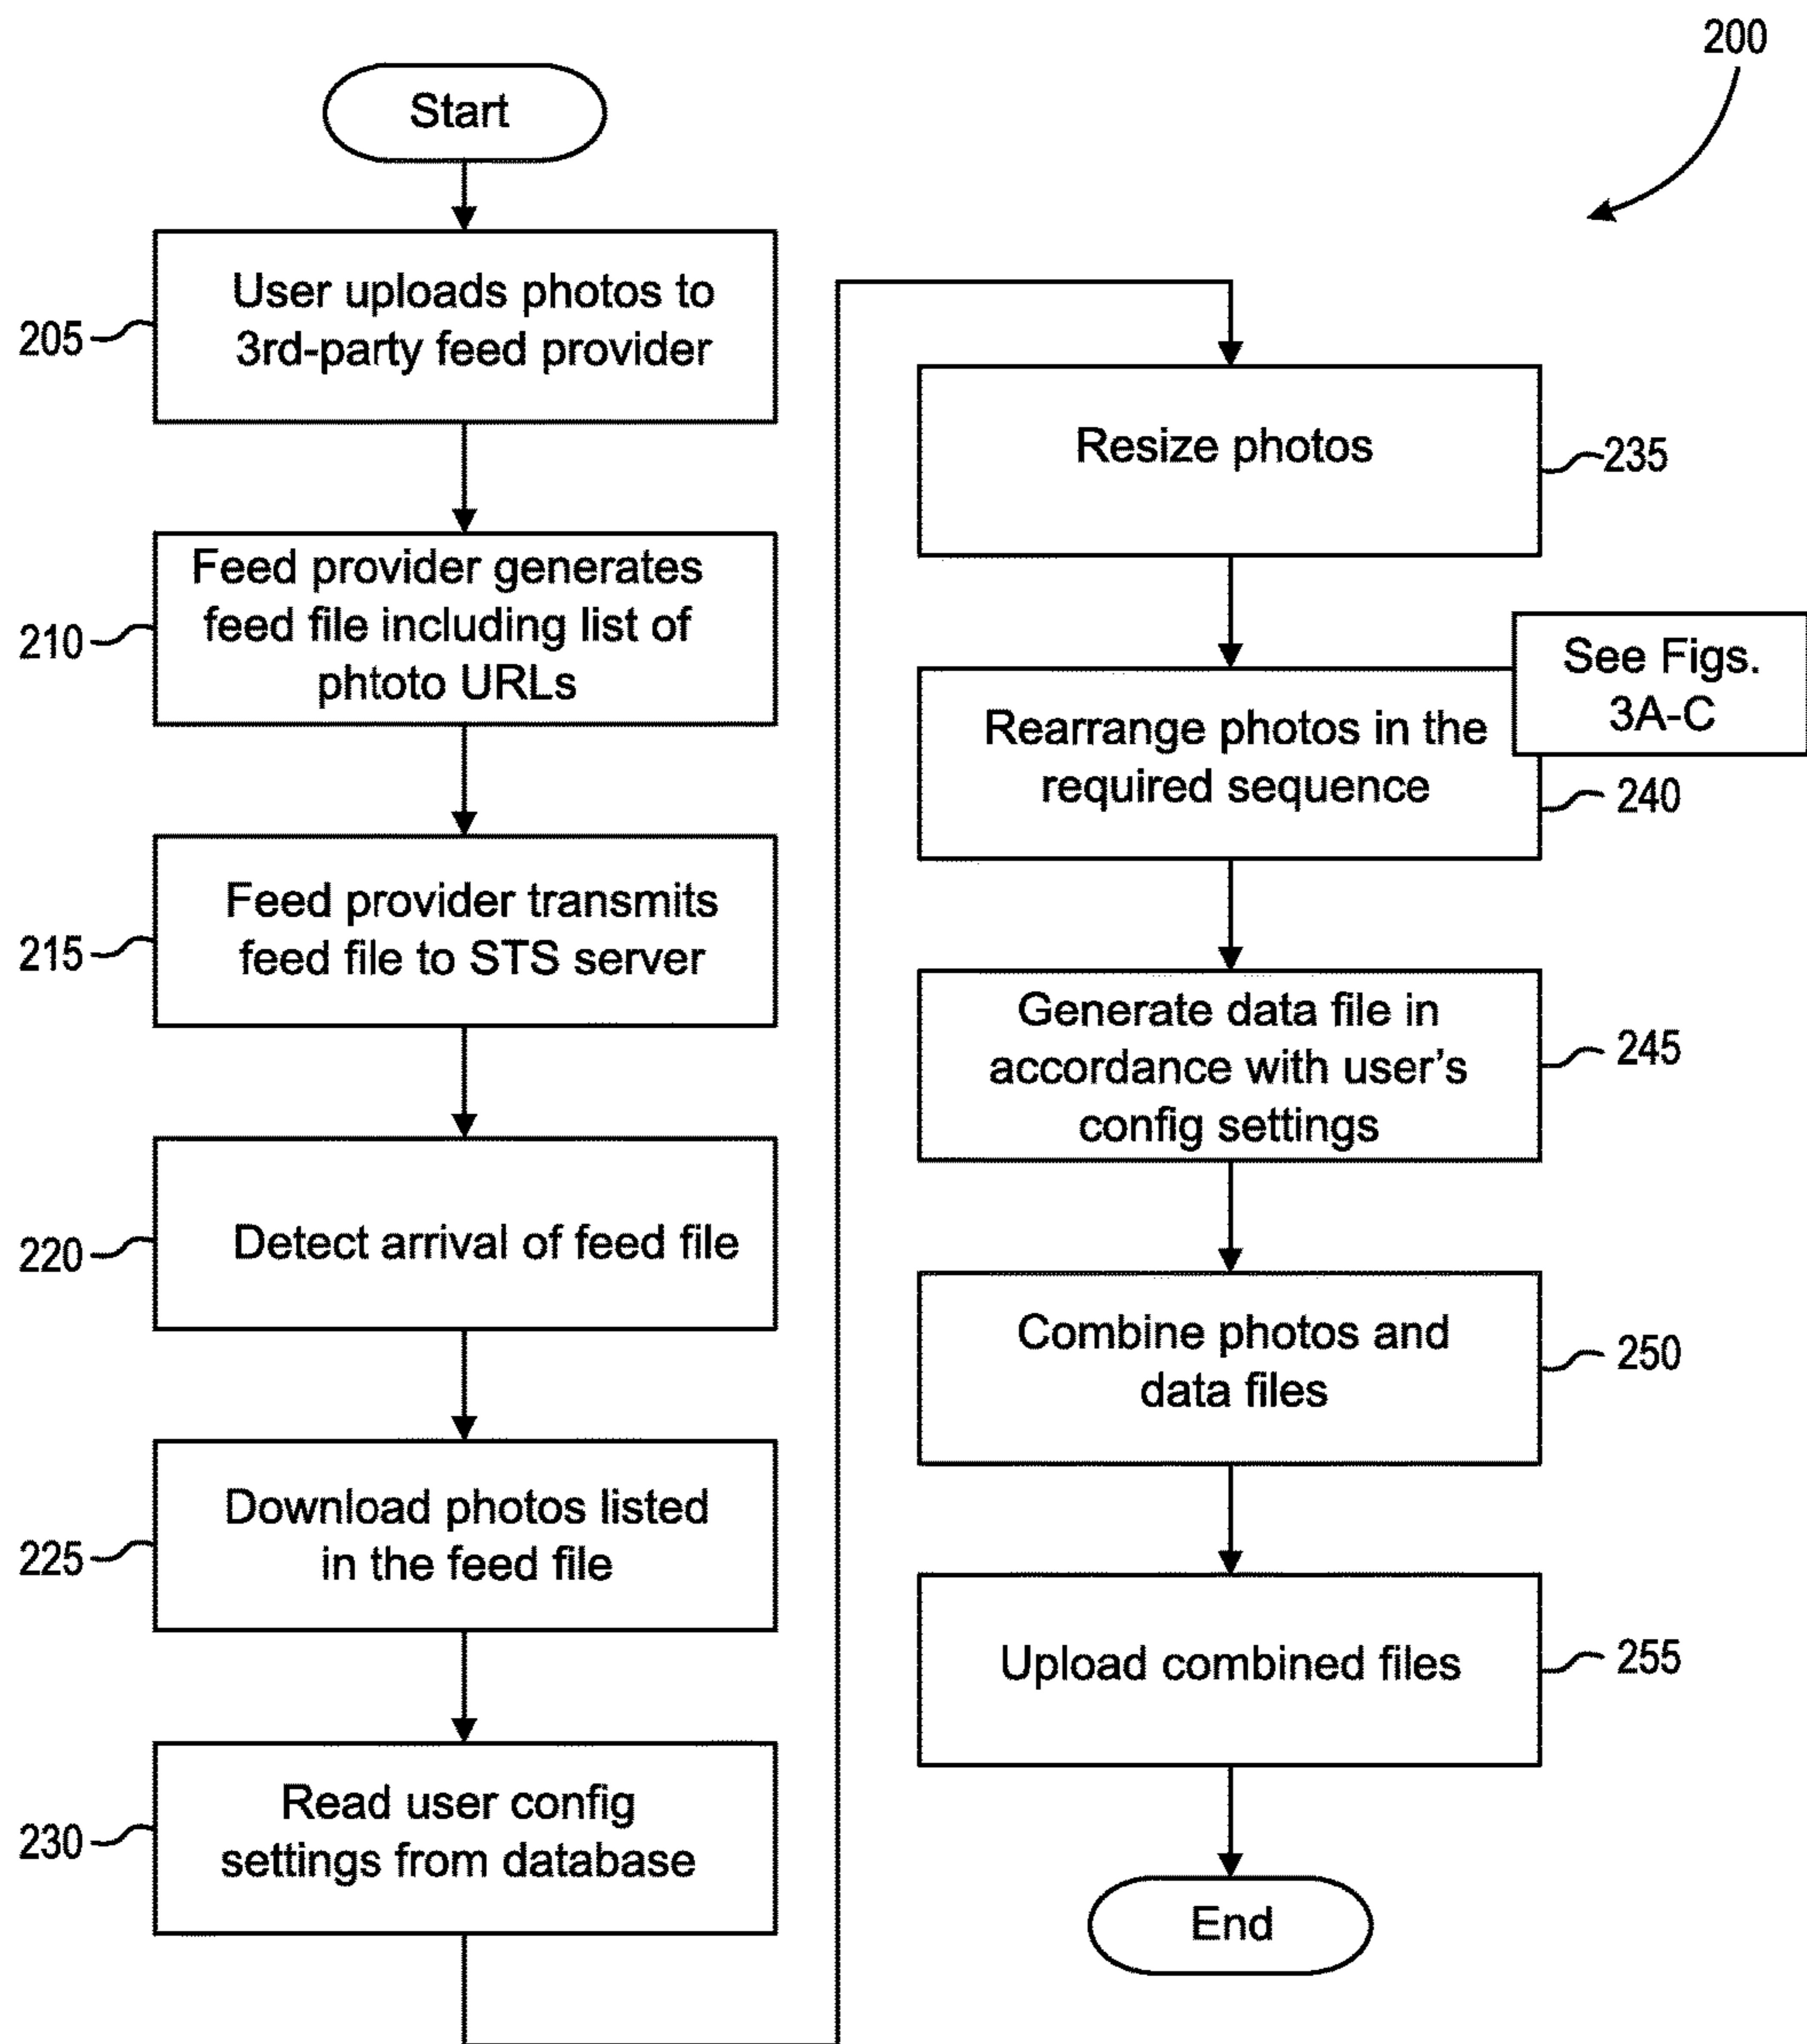 200
Start
205
User uploads photos to
3rd-party feed provider
210
Feed provider generates
feed file including list of
phtoto URLs
215
Feed provider transmits
feed file to STS server
220
Detect arrival of feed file
225
Download photos listed
in the feed file
230
Read user config
settings from database
Resize photos
235
See Figs.
3A-C
Rearrange photos in the
required sequence
240
Generate data file in
accordance with user’s
config settings
245
Combine photos and
data files
250
Upload combined files
255
End